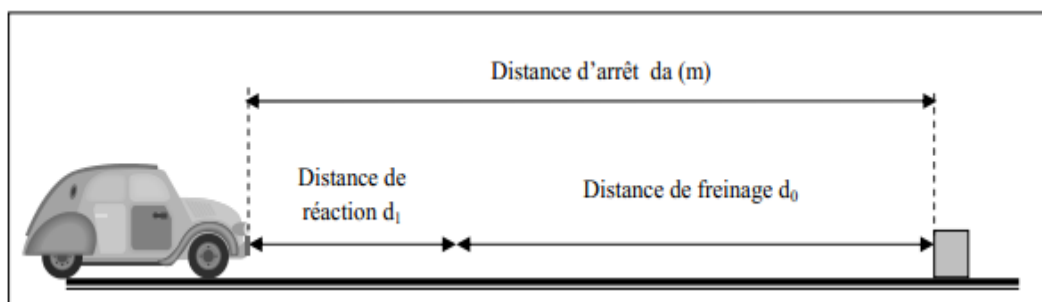 Distance d'arrêt da (m)
Distance de
réaction d₁
Distance de freinage d₀